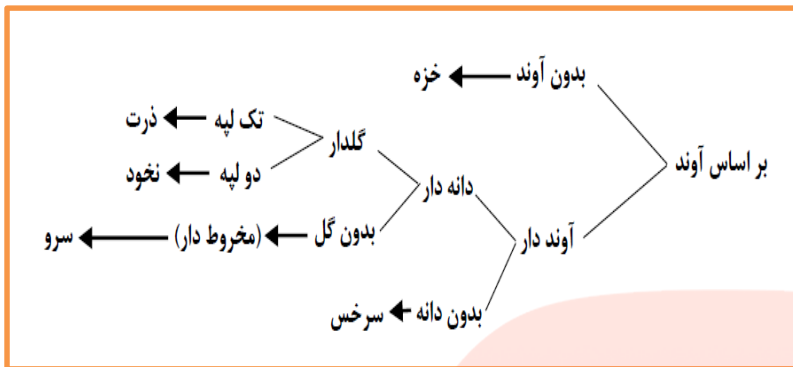 بدون آوند ← خزه
تک لپه ← ذرت
گلدار
دو لپه ← نخود
بر اساس آوند
دانه دار
بدون گل ← (مخروط دار) ← سرو
آوند دار
بدون دانه ← سرخس